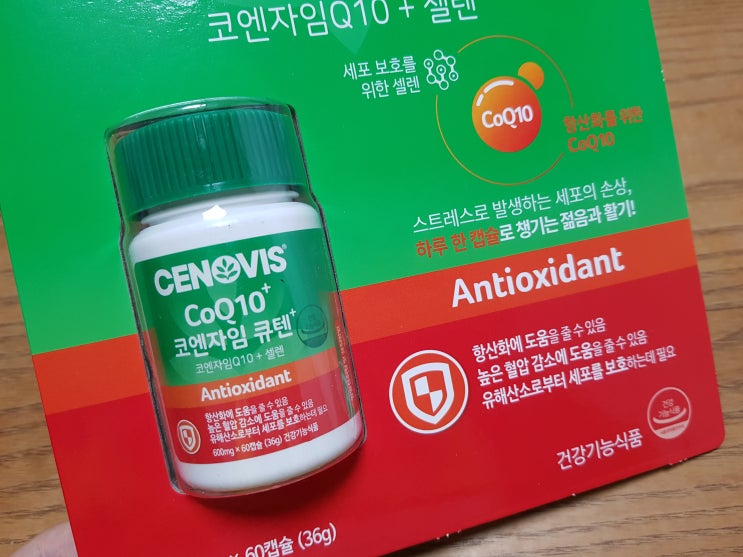 코엔자임Q10 + 셀렌
세포 보호를
위한 셀렌
CoQ10
항산화를 위한
CoQ10
스트레스로 발생하는 세포의 손상,
하루 한 캡슐로 챙기는 젊음과 활기!
Antioxidant
항산화에 도움을 줄 수 있음
높은 혈압 감소에 도움을 줄 수 있음
유해산소로부터 세포를 보호하는데 필요
건강
기능식품
건강기능식품
× 60캡슐 (36g)
CENOVIS®
CoQ10+
코엔자임 큐텐+
코엔자임Q10 + 셀렌
Antioxidant
항산화에 도움을 줄 수 있음
높은 혈압 감소에 도움을 줄 수 있음
유해산소로부터 세포를 보호하는데 필요
600mg × 60캡슐 (36g) 건강기능식품